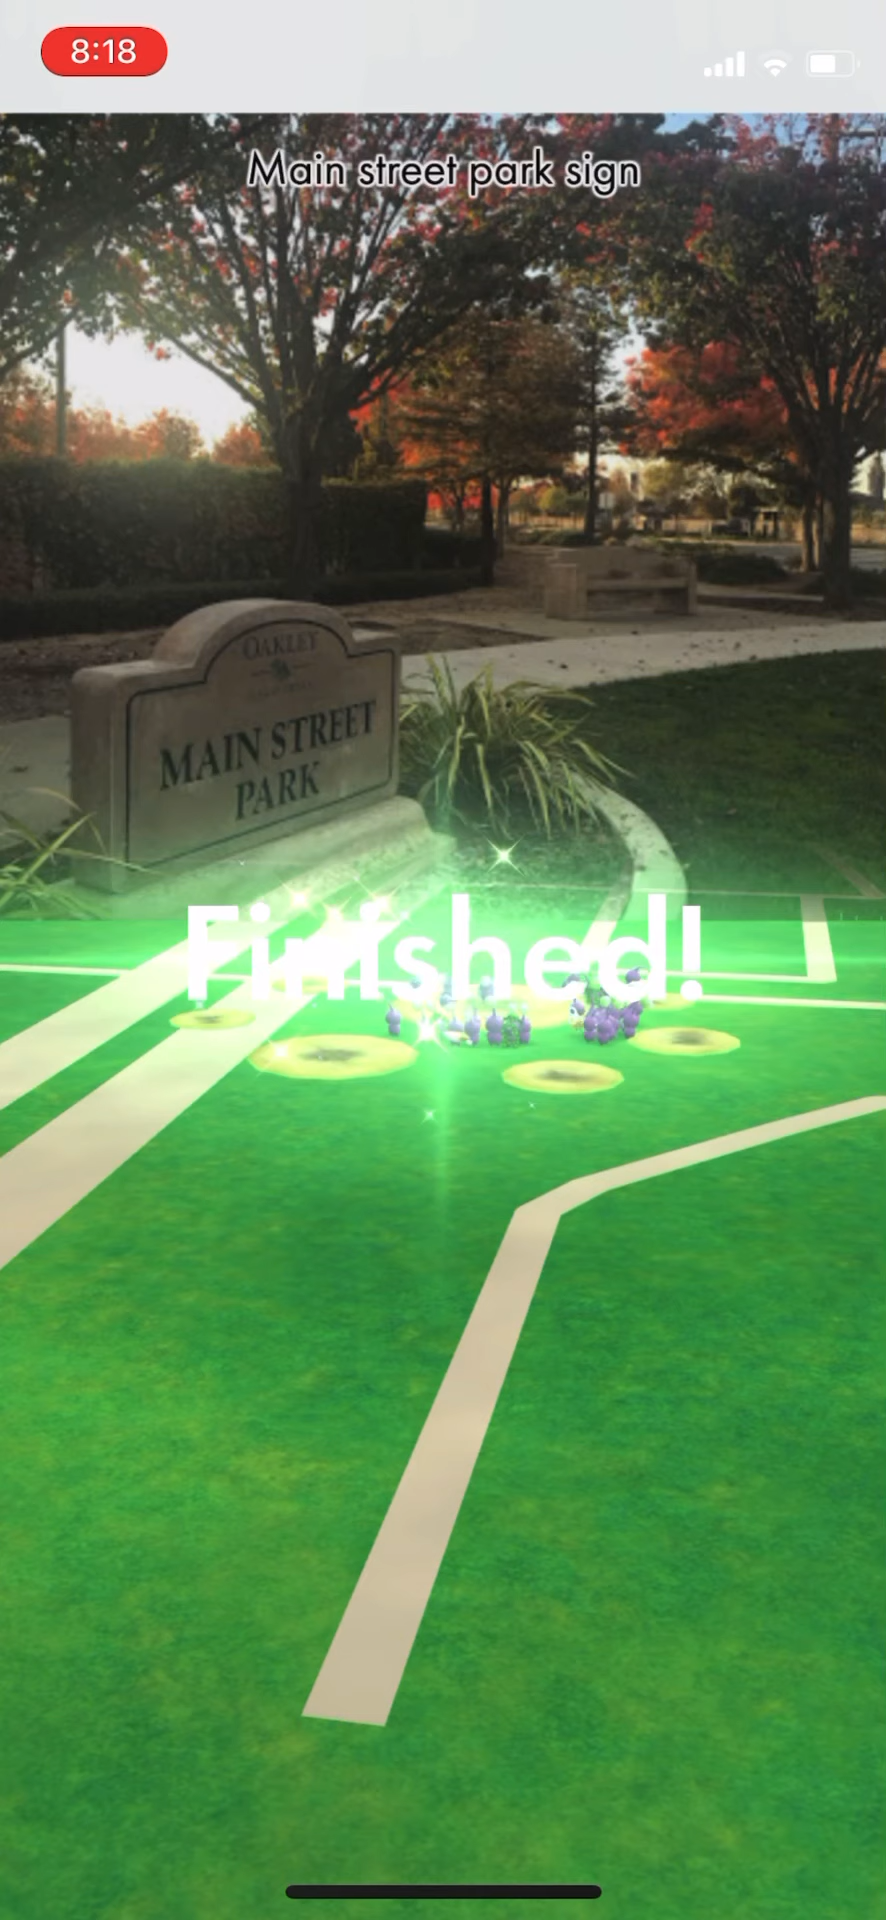 8:18
Main street park sign
OAKLEY
MAIN STREET
PARK
Finished!